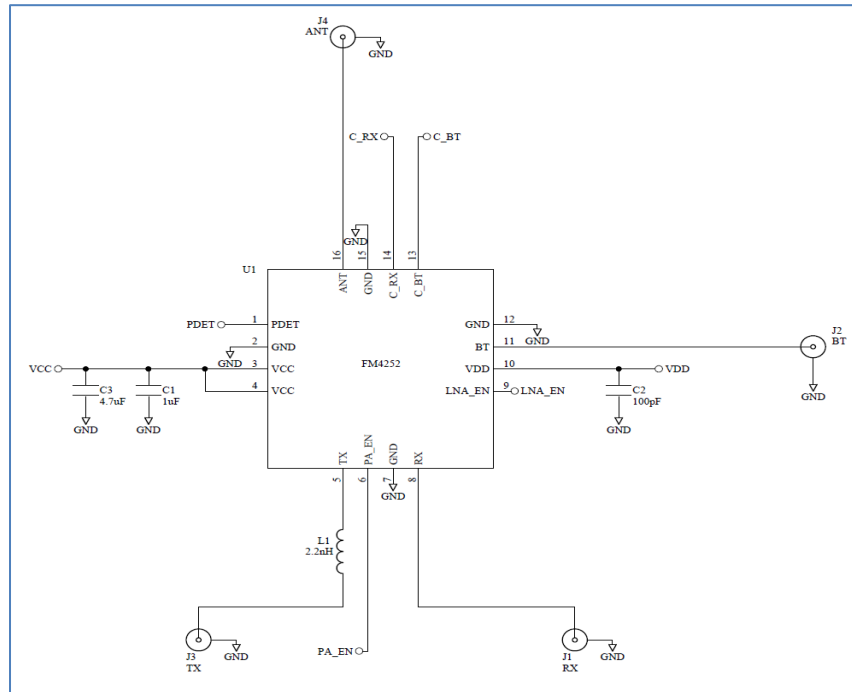 J4
ANT
GND
C_RX
C_BT
GND
16
15
14
13
U1
ANT
GND
C_RX
C_BT
PDET
1
PDET
GND
12
GND
J2
BT
2
GND
GND
BT
11
VCC
3
VCC
FM4252
VDD
10
VDD
4
VCC
LNA_EN
9
LNA_EN
C3
4.7uF
C1
1uF
C2
100pF
GND
GND
GND
GND
TX
PA_EN
GND
RX
5
6
7
8
GND
L1
2.2nH
PA_EN
J3
TX
GND
J1
RX
GND